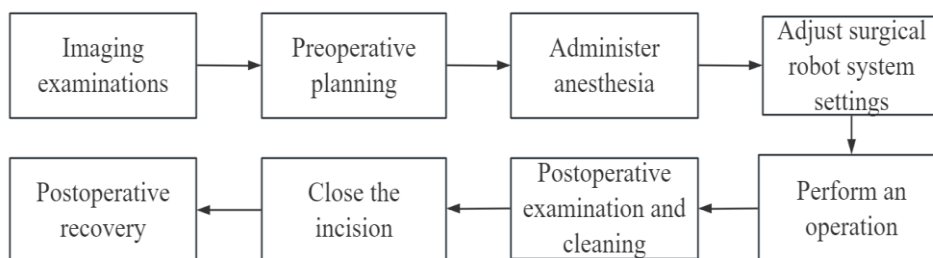 Imaging
examinations
Preoperative
planning
Administer
anesthesia
Adjust surgical
robot system
settings
Perform an
operation
Postoperative
examination and
cleaning
Close the
incision
Postoperative
recovery